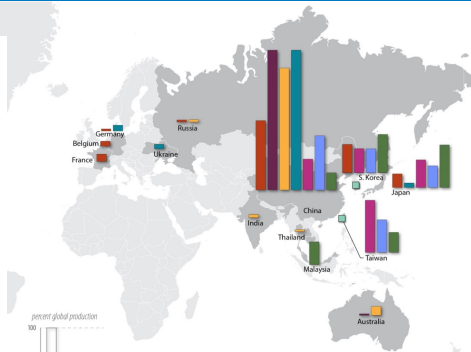 Germany
Russia
Belgium
Ukraine
France
S. Korea
Japan
China
India
Thailand
Taiwan
Malaysia
percent global production
100
Australia